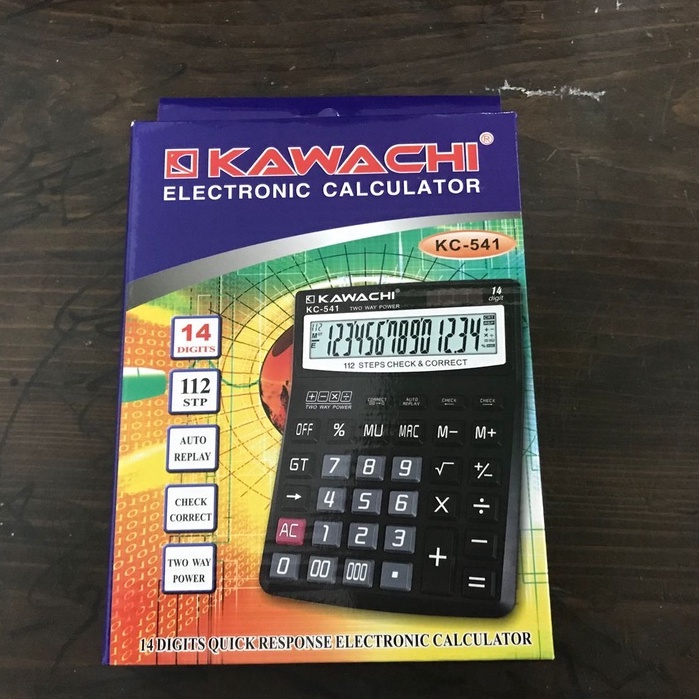 KAWACHI®
ELECTRONIC CALCULATOR
KC-541
14
DIGITS
112
STP
AUTO
REPLAY
CHECK
CORRECT
TWO WAY
POWER
KAWACHI
14
digit
KC-541 TWO WAY POWER
12345678901234
112 STEPS CHECK & CORRECT
+ − × ÷
TWO WAY POWER
AUTO
REPLAY
CHECK
CHECK
OFF % MU MRC M− M+
GT 7 8 9 √ +/−
→ 4 5 6 X ÷
AC 1 2 3 + −
0 00 000 . =
14 DIGITS QUICK RESPONSE ELECTRONIC CALCULATOR